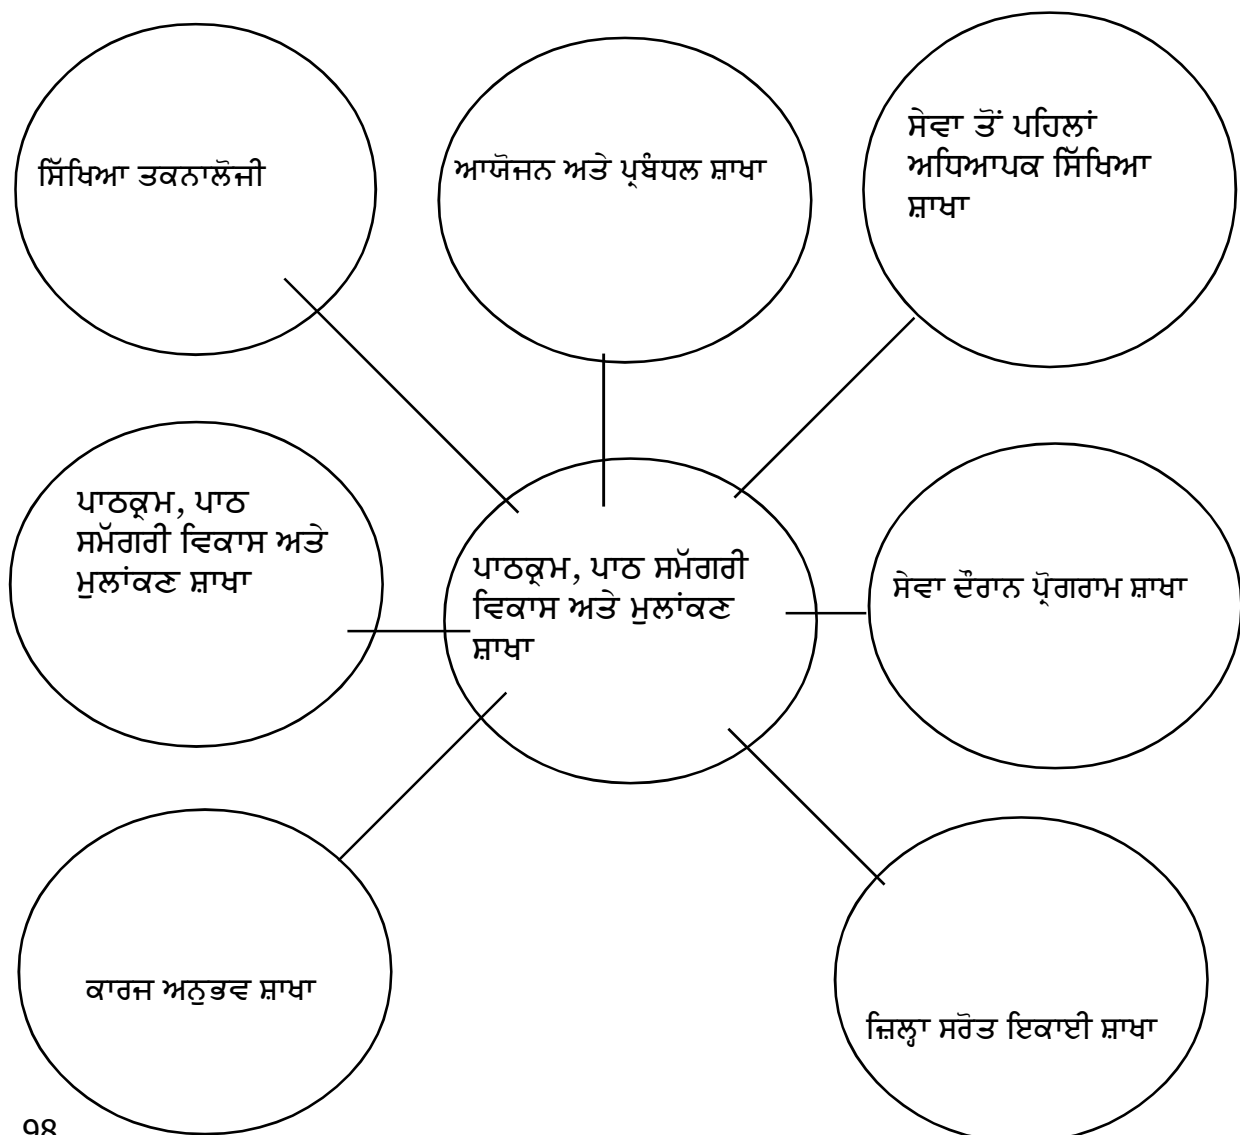 ਸਿੱਖਿਆ ਤਕਨਾਲੋਜੀ
ਆਯੋਜਨ ਅਤੇ ਪ੍ਰਬੰਧਲ ਸ਼ਾਖਾ
ਸੇਵਾ ਤੋਂ ਪਹਿਲਾਂ
ਅਧਿਆਪਕ ਸਿੱਖਿਆ
ਸ਼ਾਖਾ
ਪਾਠਕ੍ਰਮ, ਪਾਠ
ਸਮੱਗਰੀ ਵਿਕਾਸ ਅਤੇ
ਮੁਲਾਂਕਣ ਸ਼ਾਖਾ
ਪਾਠਕ੍ਰਮ, ਪਾਠ ਸਮੱਗਰੀ
ਵਿਕਾਸ ਅਤੇ ਮੁਲਾਂਕਣ
ਸ਼ਾਖਾ
ਸੇਵਾ ਦੌਰਾਨ ਪ੍ਰੋਗਰਾਮ ਸ਼ਾਖਾ
ਕਾਰਜ ਅਨੁਭਵ ਸ਼ਾਖਾ
ਜ਼ਿਲ੍ਹਾ ਸਰੋਤ ਇਕਾਈ ਸ਼ਾਖਾ
98